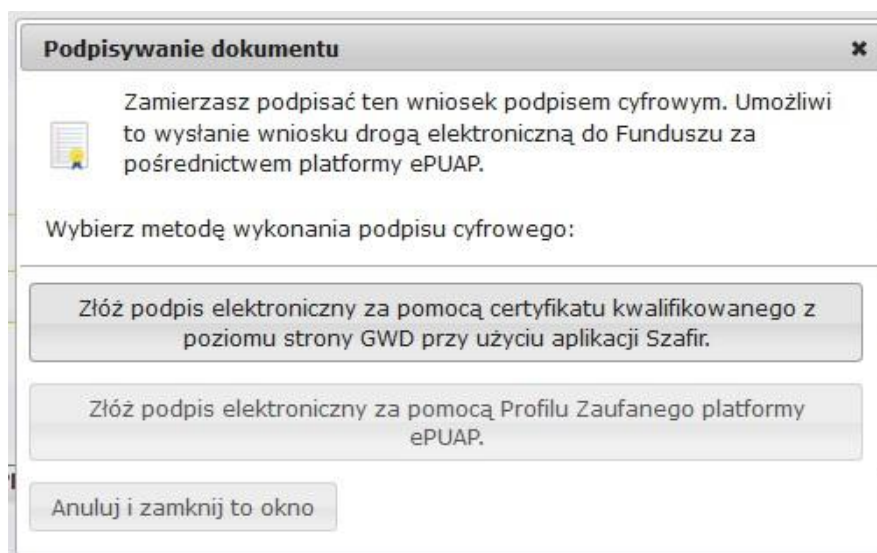 Podpisywanie dokumentu
Zamierzasz podpisać ten wniosek podpisem cyfrowym. Umożliwi
to wysłanie wniosku drogą elektroniczną do Funduszu za
pośrednictwem platformy ePUAP.
Wybierz metodę wykonania podpisu cyfrowego:
Złóż podpis elektroniczny za pomocą certyfikatu kwalifikowanego z
poziomu strony GWD przy użyciu aplikacji Szafir.
Złóż podpis elektroniczny za pomocą Profilu Zaufanego platformy
ePUAP.
Anuluj i zamknij to okno